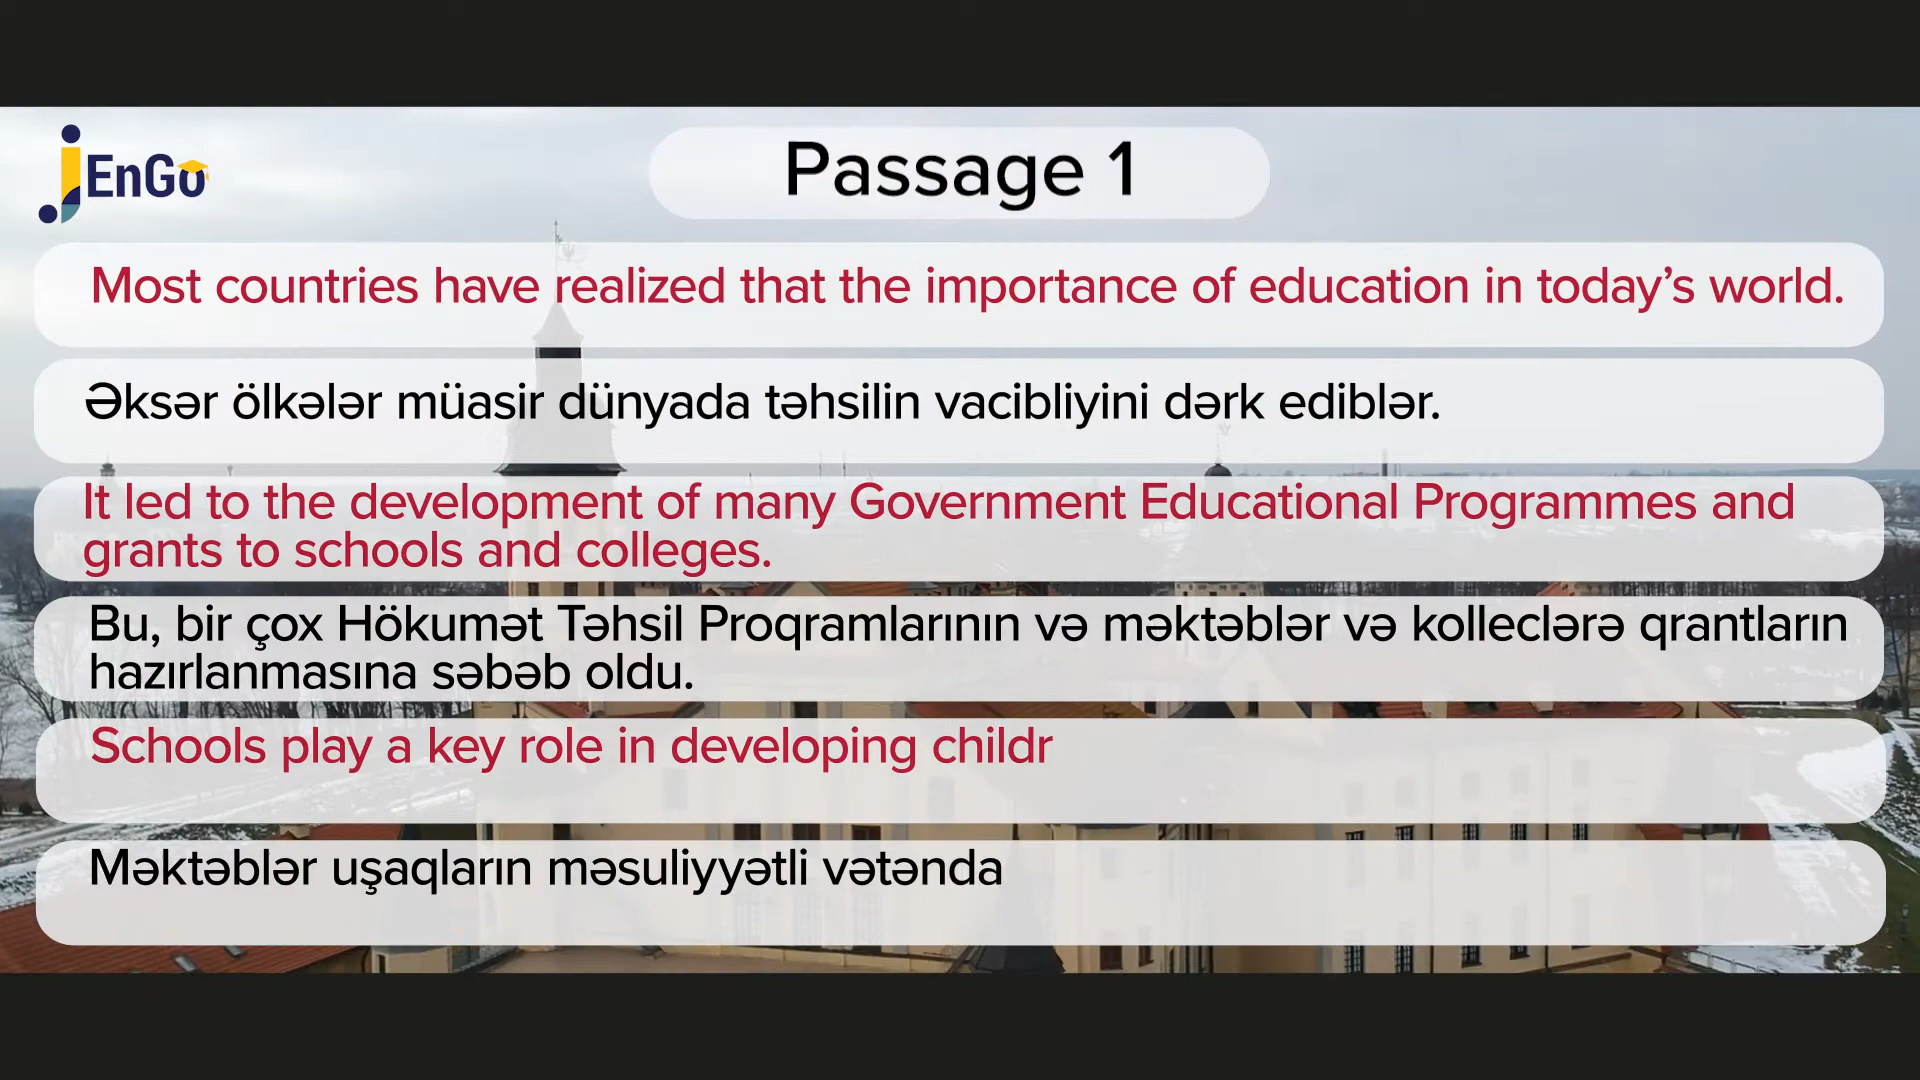 EnGo
Passage 1
Most countries have realized that the importance of education in today’s world.
Əksər ölkələr müasir dünyada təhsilin vacibliyini dərk ediblər.
It led to the development of many Government Educational Programmes and
grants to schools and colleges.
Bu, bir çox Hökumət Təhsil Proqramlarının və məktəblər və kolleclərə qrantların
hazırlanmasına səbəb oldu.
Schools play a key role in developing childr
Məktəblər uşaqların məsuliyyətli vətənda